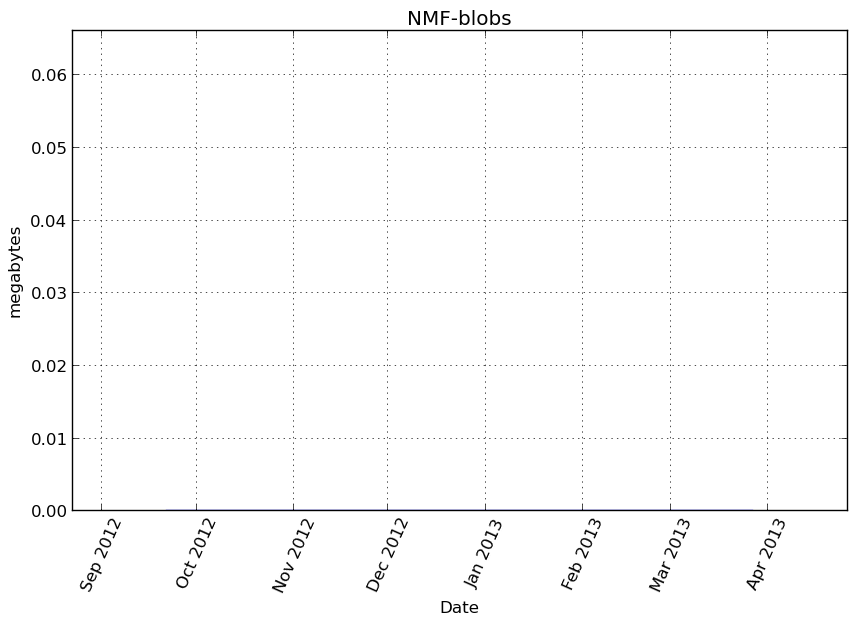 NMF-blobs
0.06
0.05
0.04
0.03
0.02
0.01
0.00
megabytes
Sep 2012
Oct 2012
Nov 2012
Dec 2012
Jan 2013
Feb 2013
Mar 2013
Apr 2013
Date